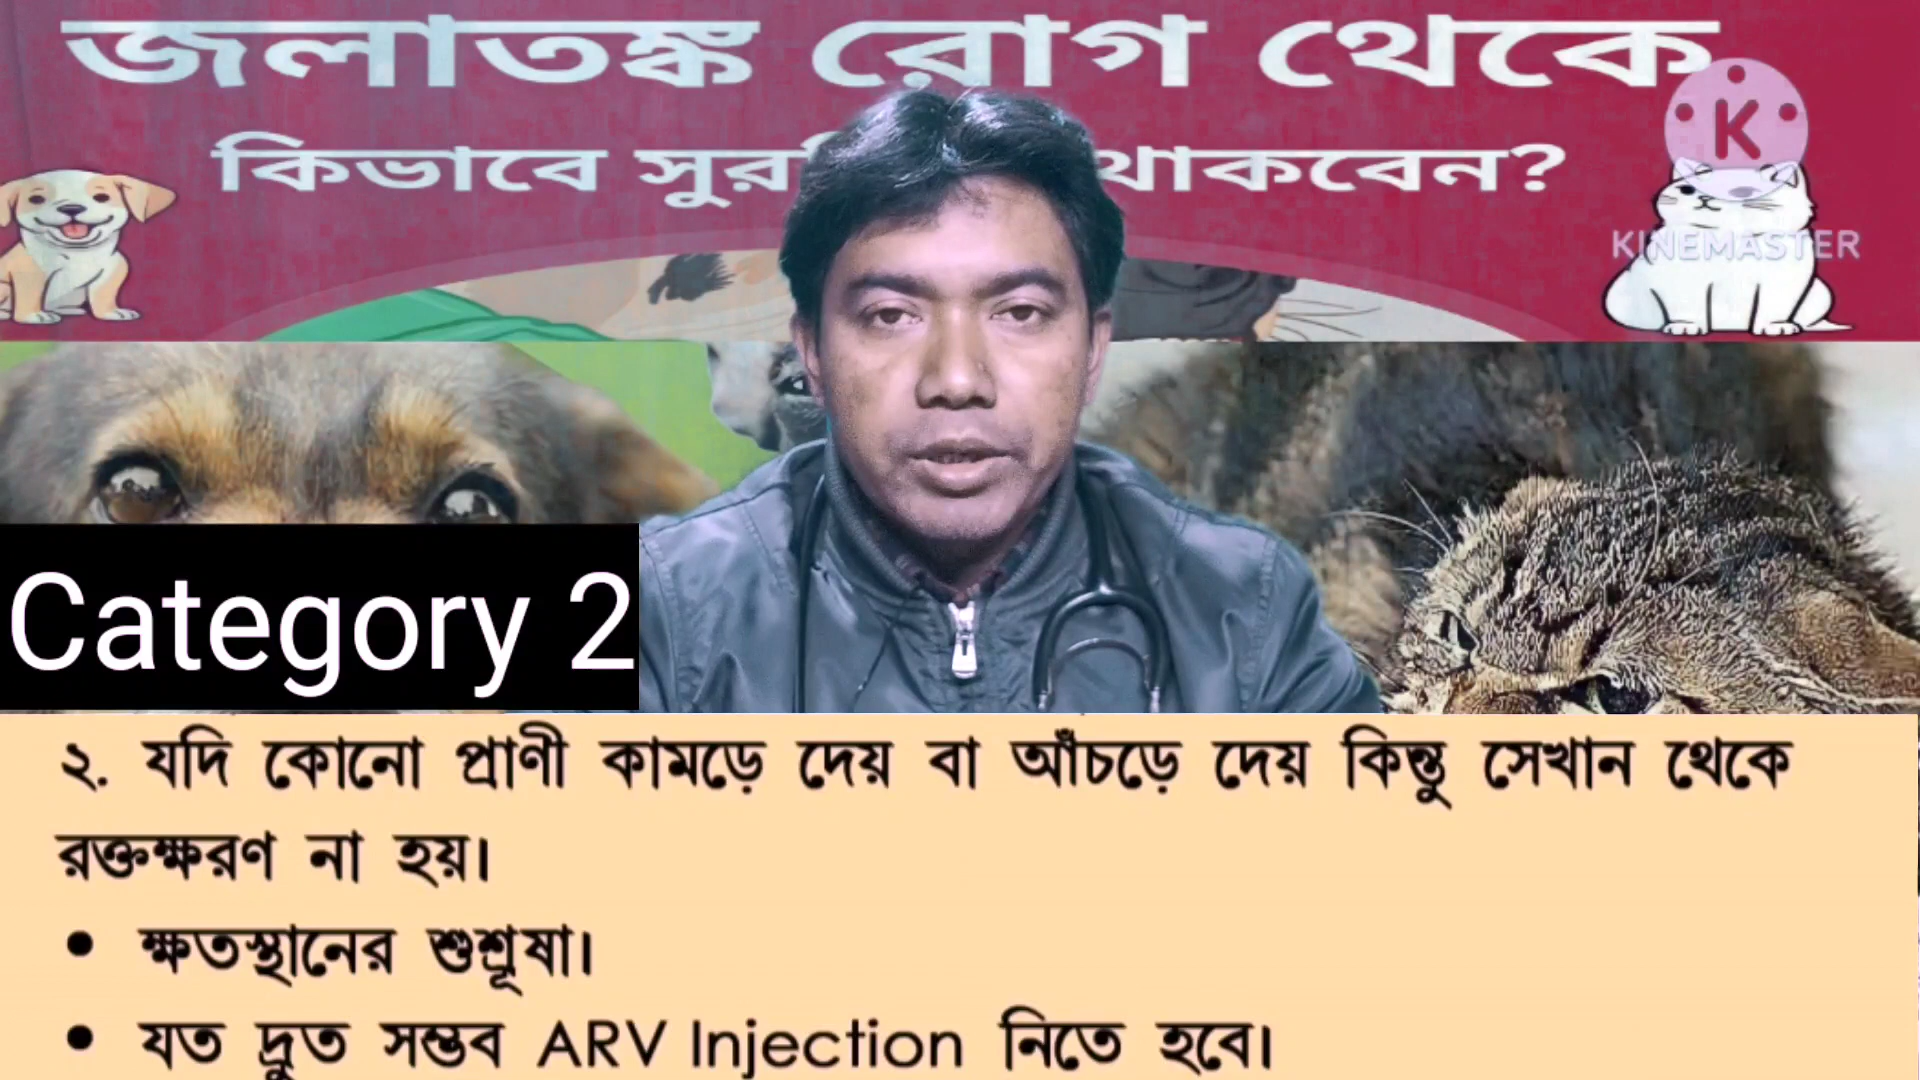 জলাতঙ্ক রোগ থেকে
কিভাবে থাকবেন?
K
KINEMASTER
Category 2
২. যদি কোনো প্রাণী কামড়ে দেয় বা আঁচড়ে দেয় কিন্তু সেখান থেকে
রক্তক্ষরণ না হয়।
• ক্ষতস্থানের শুশ্রূষা।
• যত দ্রুত সম্ভব ARV Injection নিতে হবে।